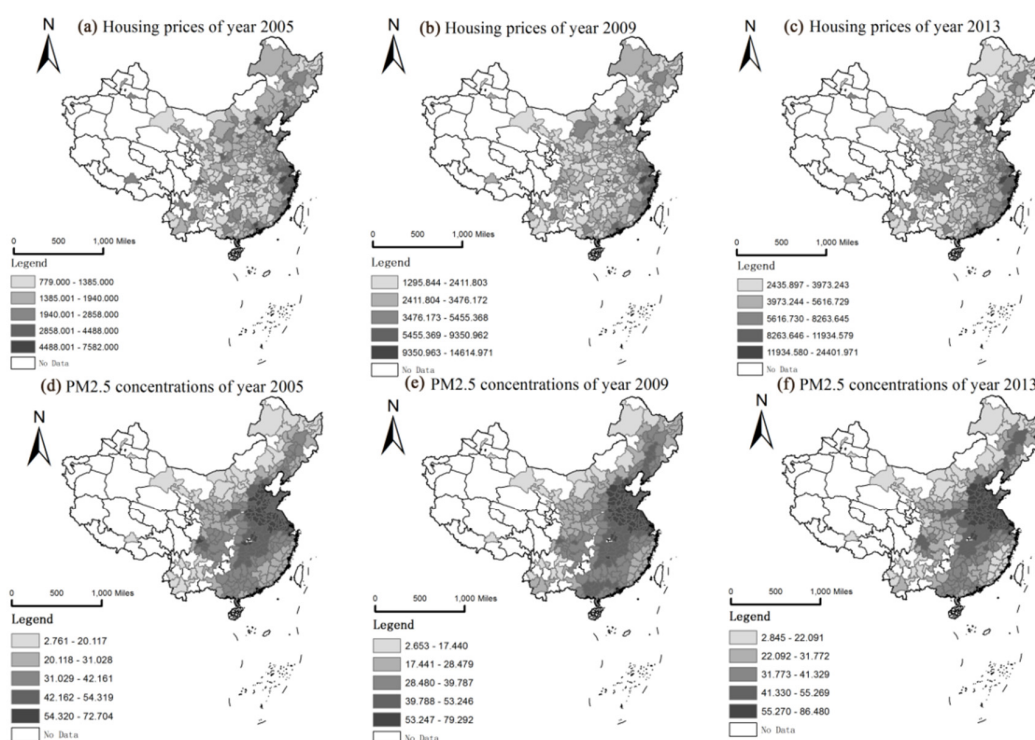 (a) Housing prices of year 2005
N
0 500 1,000 Miles
Legend
779.000 - 1385.000
1385.001 - 1940.000
1940.001 - 2858.000
2858.001 - 4488.000
4488.001 - 7582.000
No Data
(b) Housing prices of year 2009
N
0 500 1,000 Miles
Legend
1295.844 - 2411.803
2411.804 - 3476.172
3476.173 - 5455.368
5455.369 - 9350.962
9350.963 - 14614.971
No Data
(c) Housing prices of year 2013
N
0 500 1,000 Miles
Legend
2435.897 - 3973.243
3973.244 - 5616.729
5616.730 - 8263.645
8263.646 - 11934.579
11934.580 - 24401.971
No Data
(d) PM2.5 concentrations of year 2005
N
0 500 1,000 Miles
Legend
2.761 - 20.117
20.118 - 31.028
31.029 - 42.161
42.162 - 54.319
54.320 - 72.704
No Data
(e) PM2.5 concentrations of year 2009
N
0 500 1,000 Miles
Legend
2.653 - 17.440
17.441 - 28.479
28.480 - 39.787
39.788 - 53.246
53.247 - 79.292
No Data
(f) PM2.5 concentrations of year 2013
N
0 500 1,000 Miles
Legend
2.845 - 22.091
22.092 - 31.772
31.773 - 41.329
41.330 - 55.269
55.270 - 86.480
No Data